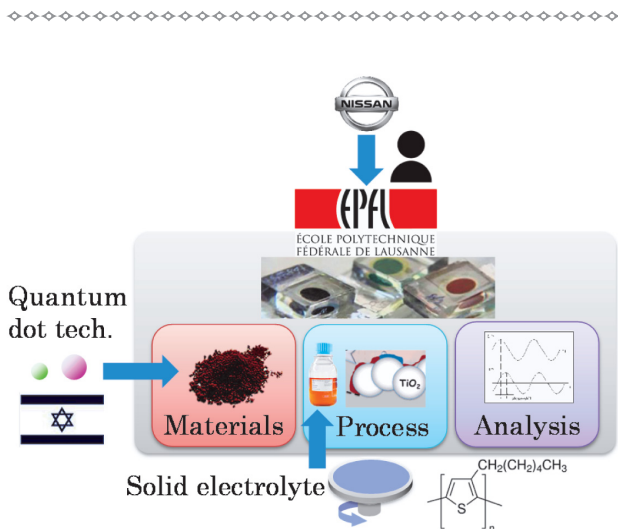 NISSAN
EPFL
ÉCOLE POLYTECHNIQUE
FÉDÉRALE DE LAUSANNE
Quantum
dot tech.
TiO2
Materials
Process
Analysis
Solid electrolyte
CH2(CH2)4CH3
S
n